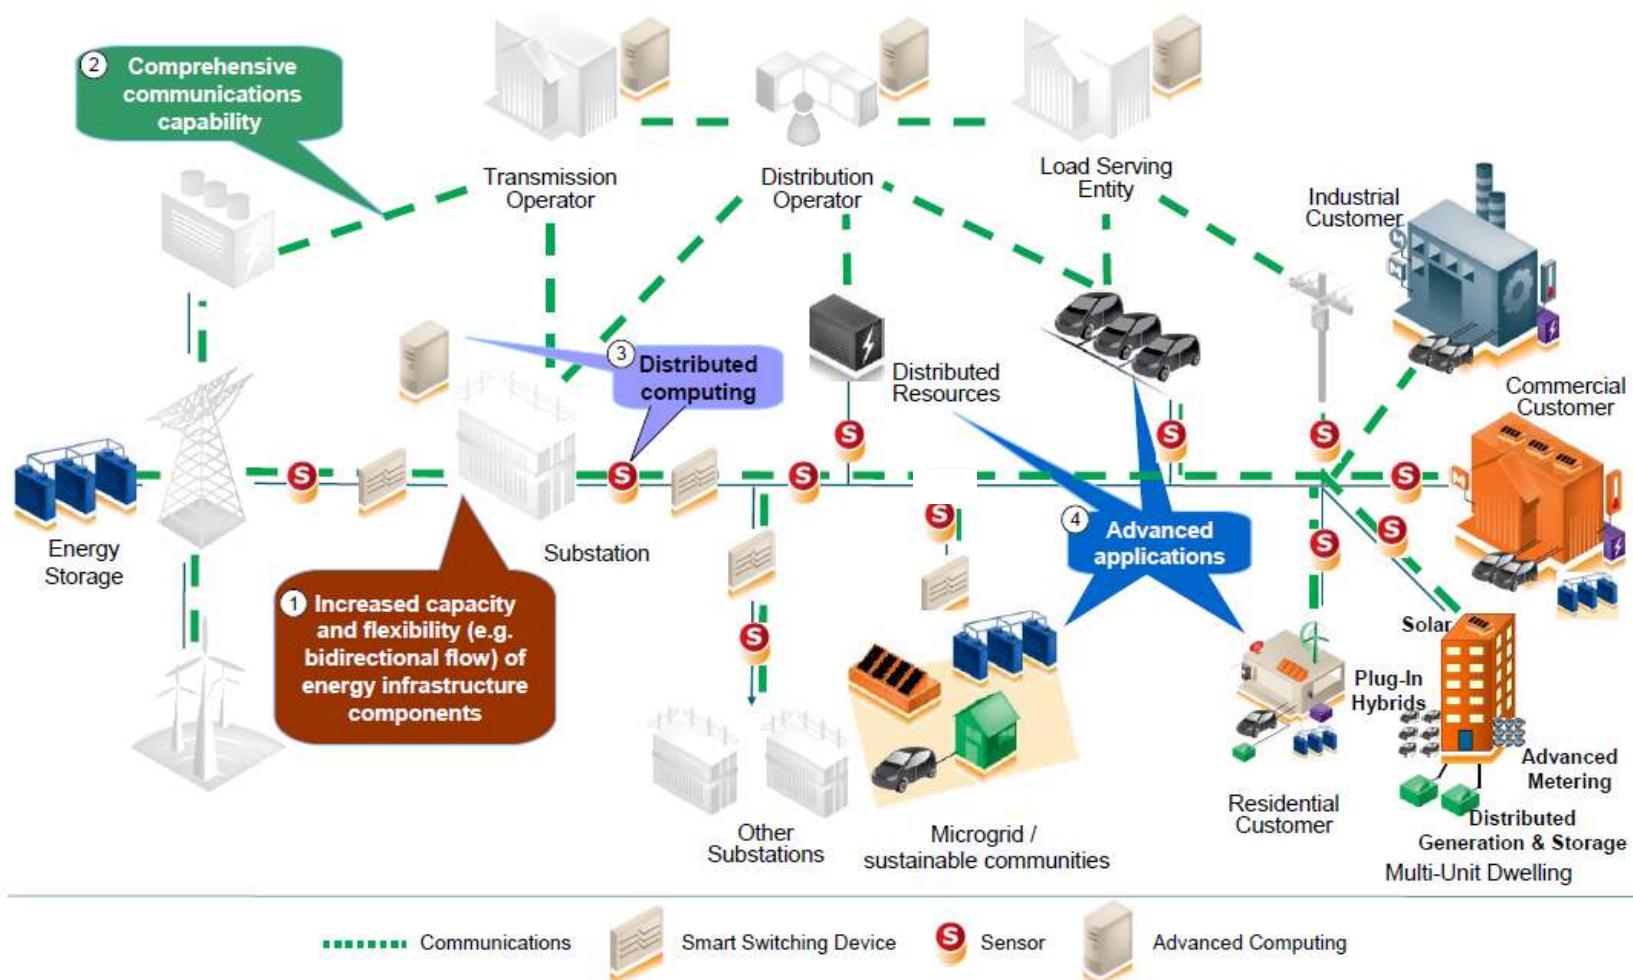 2 Comprehensive
communications
capability
Transmission
Operator
Distribution
Operator
Load Serving
Entity
Industrial
Customer
M
3 Distributed
computing
Distributed
Resources
Commercial
Customer
S
S
S
S
S
S
S
S
M
Energy
Storage
Substation
S
4 Advanced
applications
S
S
1 Increased capacity
and flexibility (e.g.
bidirectional flow) of
energy infrastructure
components
S
Solar
Plug-In
Hybrids
Advanced
Metering
Other
Substations
Microgrid /
sustainable communities
Residential
Customer
Distributed
Generation & Storage
Multi-Unit Dwelling
Communications
Smart Switching Device
S Sensor
Advanced Computing